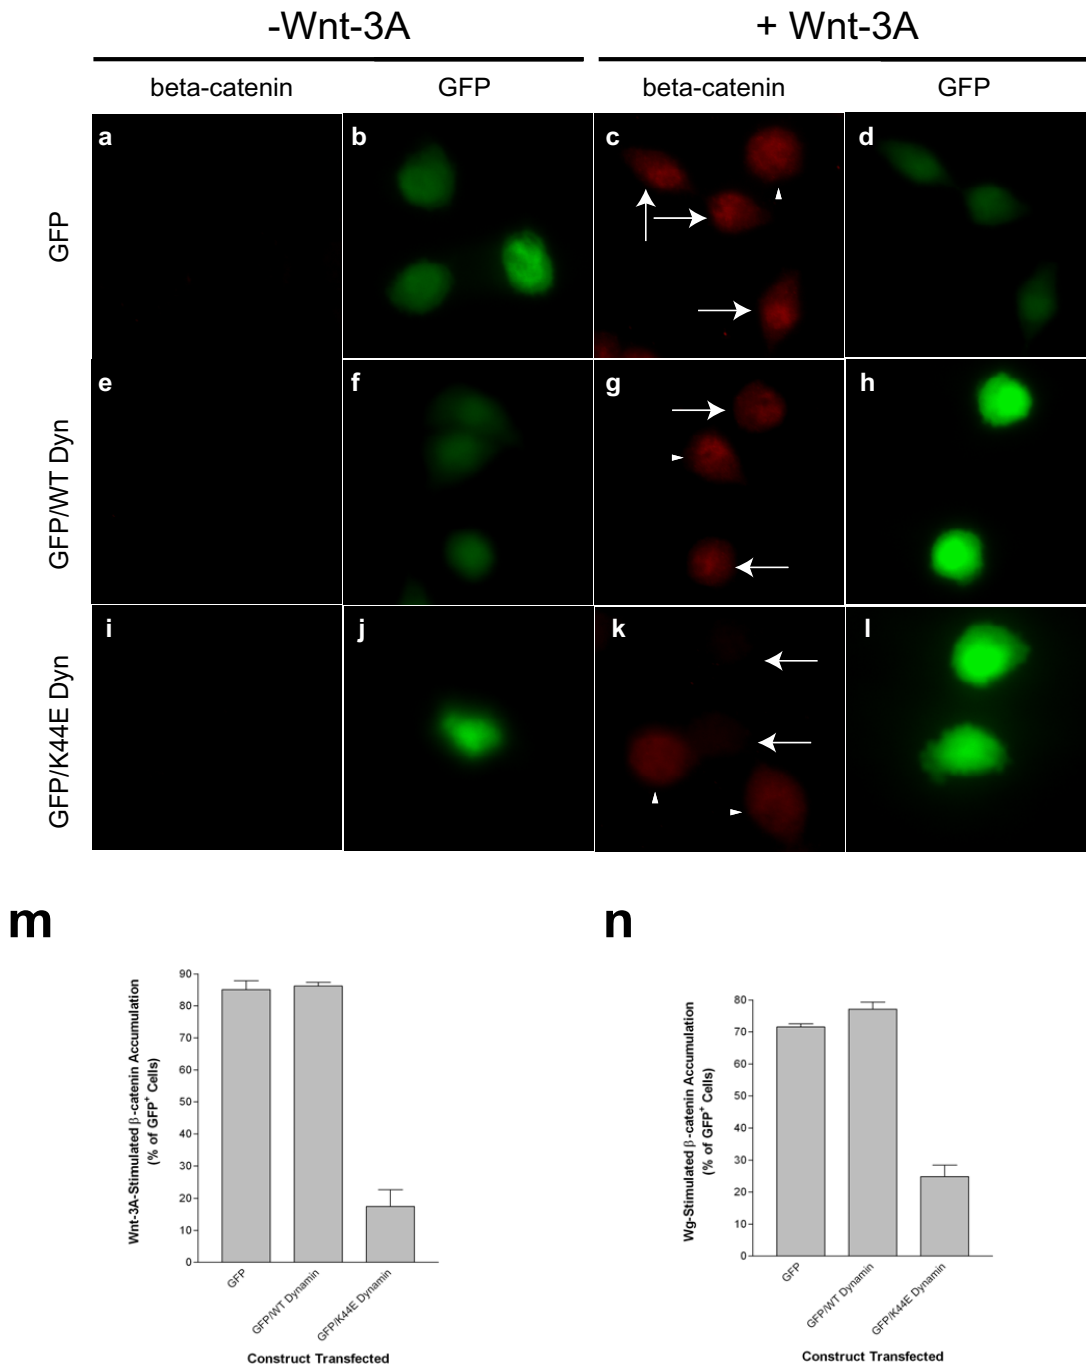 -Wnt-3A
+ Wnt-3A
beta-catenin
GFP
beta-catenin
GFP
GFP
a
b
c
d
GFP/WT Dyn
e
f
g
h
GFP/K44E Dyn
i
j
k
l
m
Wnt-3A-Stimulated β-catenin Accumulation
(% of GFP+ Cells)
90
80
70
60
50
40
30
20
10
0
GFP
GFP/WT Dynamin
GFP/K44E Dynamin
Construct Transfected
n
Wg-Stimulated β-catenin Accumulation
(% of GFP+ Cells)
80
70
60
50
40
30
20
10
0
GFP
GFP/WT Dynamin
GFP/K44E Dynamin
Construct Transfected